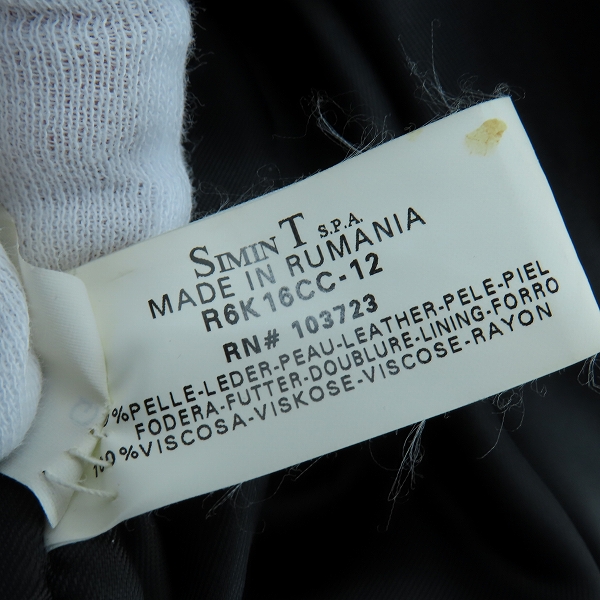 SIMINT S.P.A.
MADE IN RUMANIA
R6K16CC-12
RN# 103723
%PELLE-LEDER-PEAU-LEATHER-PELE-PIEL
FODERA-FUTTER-DOUBLURE-LINING-FORRO
100%VISCOSA-VISKOSE-VISCOSE-RAYON